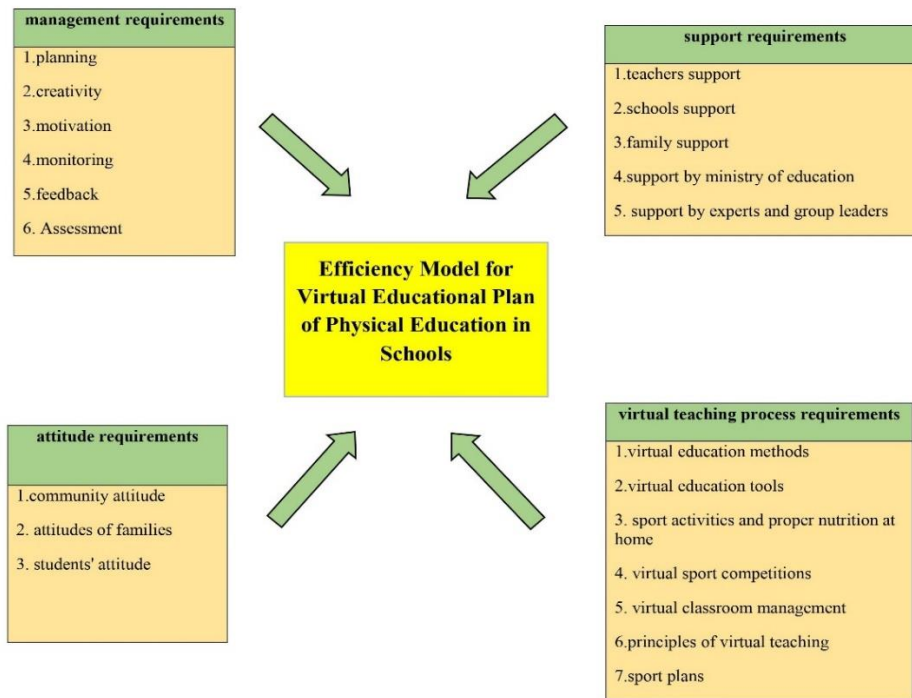 management requirements
1.planning
2.creativity
3.motivation
4.monitoring
5.feedback
6. Assessment
support requirements
1.teachers support
2.schools support
3.family support
4.support by ministry of education
5. support by experts and group leaders
Efficiency Model for
Virtual Educational Plan
of Physical Education in
Schools
attitude requirements
1.community attitude
2. attitudes of families
3. students' attitude
virtual teaching process requirements
1.virtual education methods
2.virtual education tools
3. sport activities and proper nutrition at
home
4. virtual sport competitions
5. virtual classroom management
6.principles of virtual teaching
7.sport plans